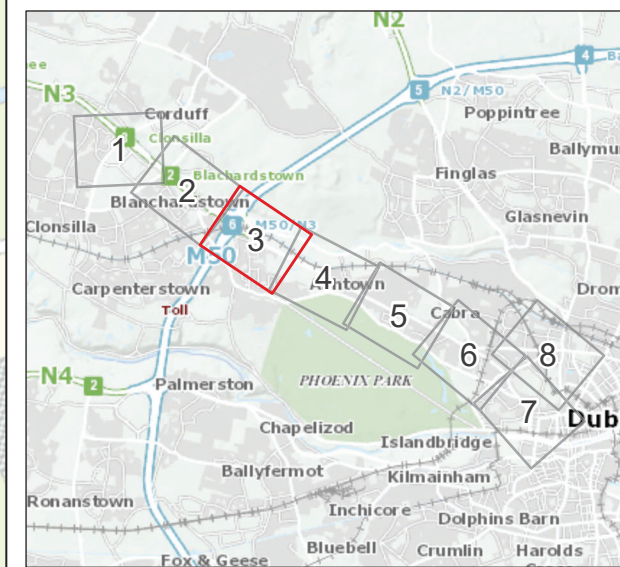 N2
4
Ba
ee
N3
5
N2/M50
Corduff
Poppintree
1
Clonsilla
Ballymu
2
Blachardstown
Finglas
2
Blanchardstown
Glasnevin
Clonsilla
6
M50/N3
3
M50
4
htown
Carpenterstown
Drom
Toll
5
Cabra
6
8
N4
2
Palmerston
PHOENIX PARK
7
Dub
Chapelizod
Islandbridge
Ballyfermot
Kilmainham
Ronanstown
Inchicore
Dolphins Barn
Bluebell
Crumlin
Harolds
Fox & Geese